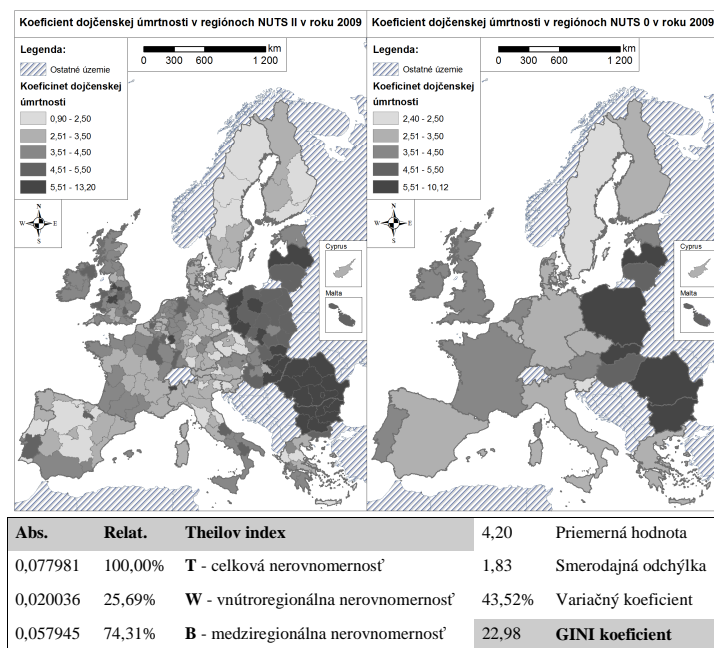 Koeficient dojčenskej úmrtnosti v regiónoch NUTS II v roku 2009
Legenda:
Ostatné územie
Koeficinet dojčenskej
úmrtnosti
0,90 - 2,50
2,51 - 3,50
3,51 - 4,50
4,51 - 5,50
5,51 - 13,20
km
0 300 600 1 200
N
W E
S
Cyprus
Malta
Koeficient dojčenskej úmrtnosti v regiónoch NUTS 0 v roku 2009
Legenda:
Ostatné územie
Koeficinet dojčenskej
úmrtnosti
2,40 - 2,50
2,51 - 3,50
3,51 - 4,50
4,51 - 5,50
5,51 - 10,12
km
0 300 600 1 200
N
W E
S
Cyprus
Malta
Abs. Relat. Theilov index 4,20 Priemerná hodnota
0,077981 100,00% T - celková nerovnomernosť 1,83 Smerodajná odchýlka
0,020036 25,69% W - vnútroregionálna nerovnomernosť 43,52% Variačný koeficient
0,057945 74,31% B - medziregionálna nerovnomernosť 22,98 GINI koeficient